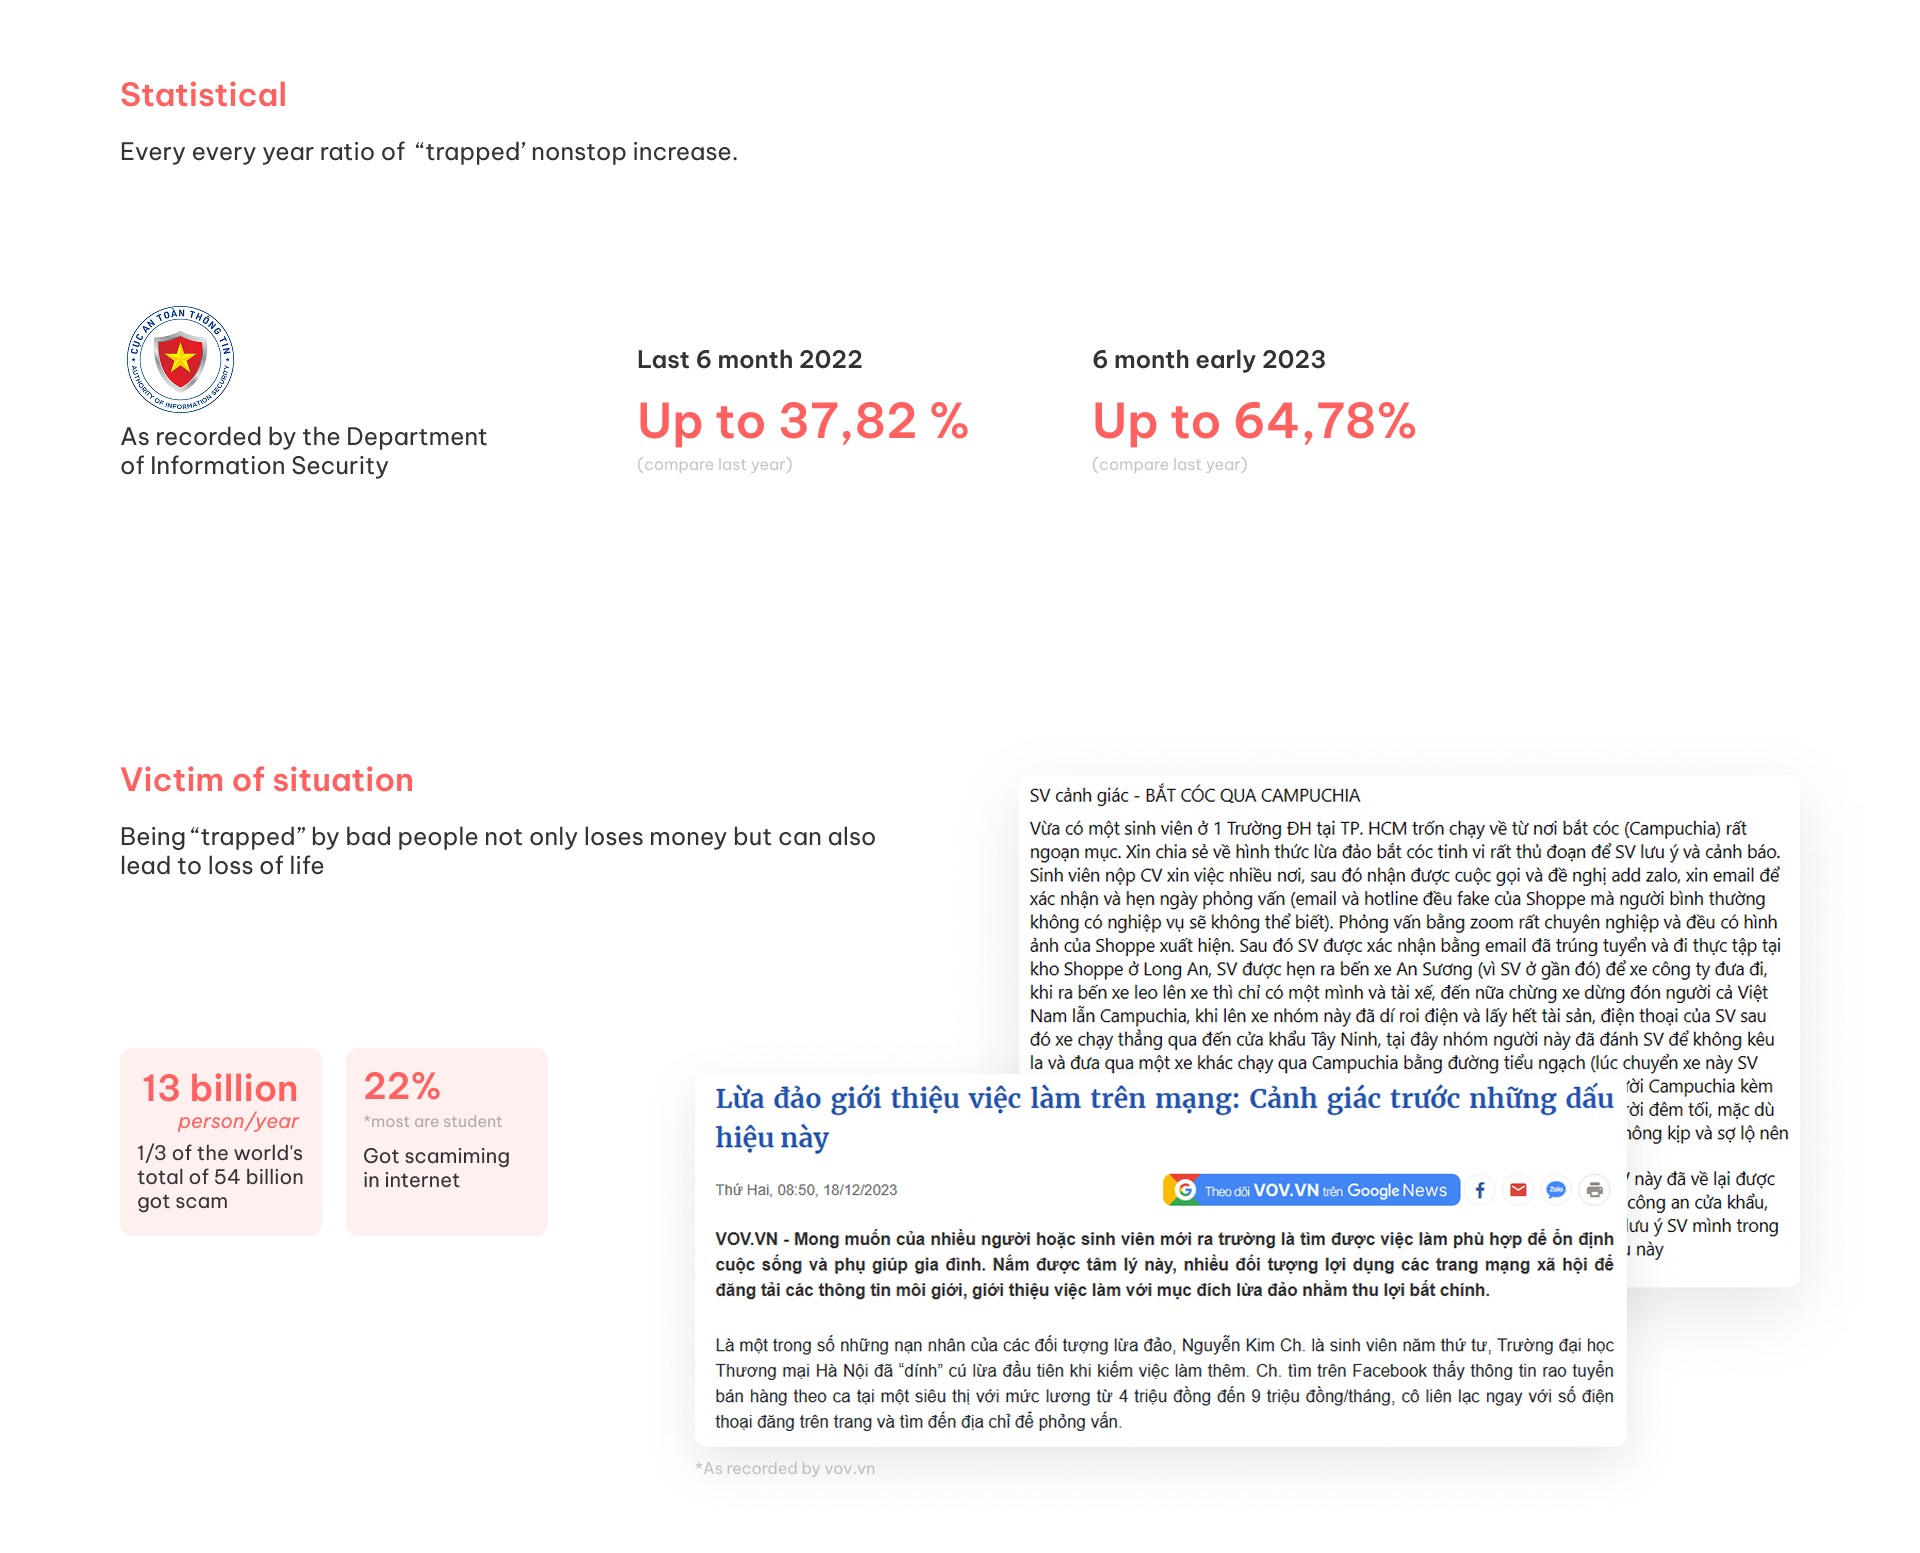 Statistical
Every every year ratio of “trapped’ nonstop increase.
CỤC AN TOÀN THÔNG TIN
AUTHORITY OF INFORMATION SECURITY
As recorded by the Department
of Information Security
Last 6 month 2022
Up to 37,82 %
(compare last year)
6 month early 2023
Up to 64,78%
(compare last year)
Victim of situation
Being “trapped” by bad people not only loses money but can also
lead to loss of life
13 billion
person/year
1/3 of the world's
total of 54 billion
got scam
22%
*most are student
Got scamiming
in internet
SV cảnh giác - BẮT CÓC QUA CAMPUCHIA
Vừa có một sinh viên ở 1 Trường ĐH tại TP. HCM trốn chạy về từ nơi bắt cóc (Campuchia) rất
ngoạn mục. Xin chia sẻ về hình thức lừa đảo bắt cóc tinh vi rất thủ đoạn để SV lưu ý và cảnh báo.
Sinh viên nộp CV xin việc nhiều nơi, sau đó nhận được cuộc gọi và đề nghị add zalo, xin email để
xác nhận và hẹn ngày phỏng vấn (email và hotline đều fake của Shoppe mà người bình thường
không có nghiệp vụ sẽ không thể biết). Phỏng vấn bằng zoom rất chuyên nghiệp và đều có hình
ảnh của Shoppe xuất hiện. Sau đó SV được xác nhận bằng email đã trúng tuyển và đi thực tập tại
kho Shoppe ở Long An, SV được hẹn ra bến xe An Sương (vì SV ở gần đó) để xe công ty đưa đi,
khi ra bến xe leo lên xe thì chỉ có một mình và tài xế, đến nữa chừng xe dừng đón người cả Việt
Nam lẫn Campuchia, khi lên xe nhóm này đã dí roi điện và lấy hết tài sản, điện thoại của SV sau
đó xe chạy thẳng qua đến cửa khẩu Tây Ninh, tại đây nhóm người này đã đánh SV để không kêu
la và đưa qua một xe khác chạy qua Campuchia bằng đường tiểu ngạch (lúc chuyển xe này SV
Campuchia kèm
đêm tối, mặc dù
kịp và sợ lộ nên
này đã về lại được
công an cửa khẩu,
lưu ý SV mình trong
này
Lừa đảo giới thiệu việc làm trên mạng: Cảnh giác trước những dấu
hiệu này
Thứ Hai, 08:50, 18/12/2023
Theo dõi VOV.VN trên Google News
Zalo
VOV.VN - Mong muốn của nhiều người hoặc sinh viên mới ra trường là tìm được việc làm phù hợp để ổn định
cuộc sống và phụ giúp gia đình. Nắm được tâm lý này, nhiều đối tượng lợi dụng các trang mạng xã hội để
đăng tải các thông tin môi giới, giới thiệu việc làm với mục đích lừa đảo nhằm thu lợi bất chính.
Là một trong số những nạn nhân của các đối tượng lừa đảo, Nguyễn Kim Ch. là sinh viên năm thứ tư, Trường đại học
Thương mại Hà Nội đã “dính” cú lừa đầu tiên khi kiếm việc làm thêm. Ch. tìm trên Facebook thấy thông tin rao tuyển
bán hàng theo ca tại một siêu thị với mức lương từ 4 triệu đồng đến 9 triệu đồng/tháng, cô liên lạc ngay với số điện
thoại đăng trên trang và tìm đến địa chỉ để phỏng vấn.
*As recorded by vov.vn